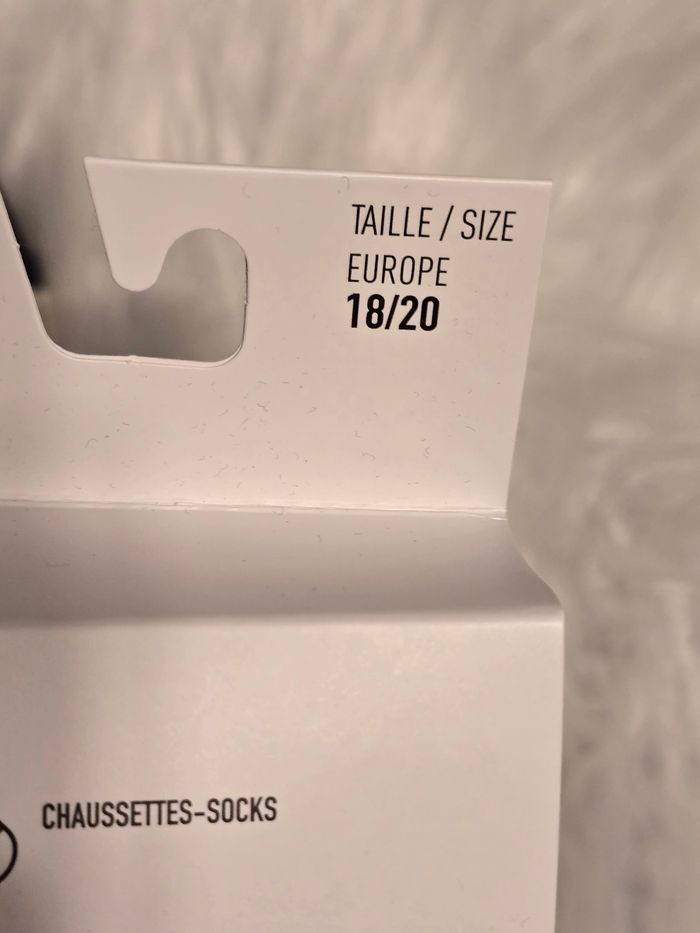 TAILLE / SIZE
EUROPE
18/20
CHAUSSETTES-SOCKS